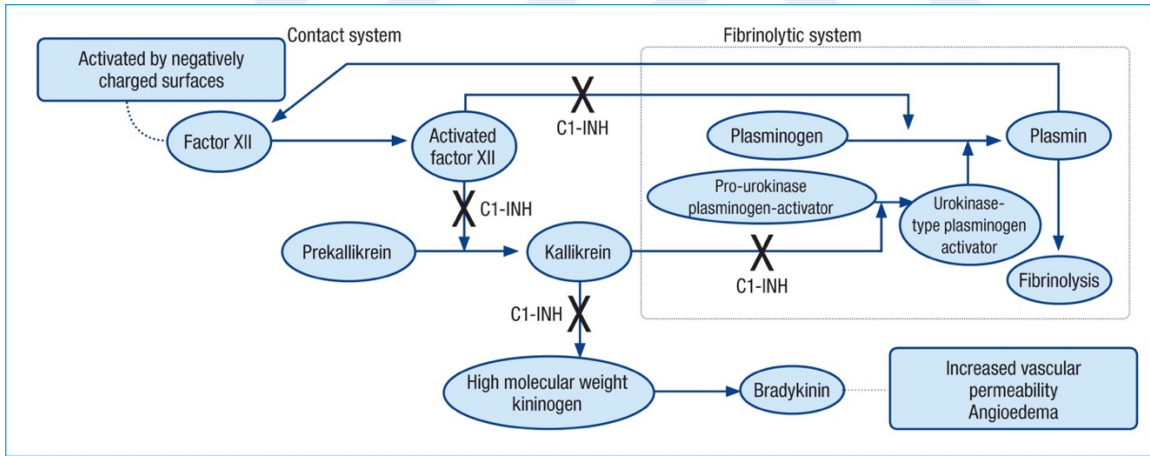 Contact system
Fibrinolytic system
Activated by negatively
charged surfaces
C1-INH
Factor XII
Activated
factor XII
Plasminogen
Plasmin
Pro-urokinase
plasminogen-activator
C1-INH
Urokinase-
type plasminogen
activator
Prekallikrein
Kallikrein
C1-INH
Fibrinolysis
C1-INH
High molecular weight
kininogen
Bradykinin
Increased vascular
permeability
Angioedema